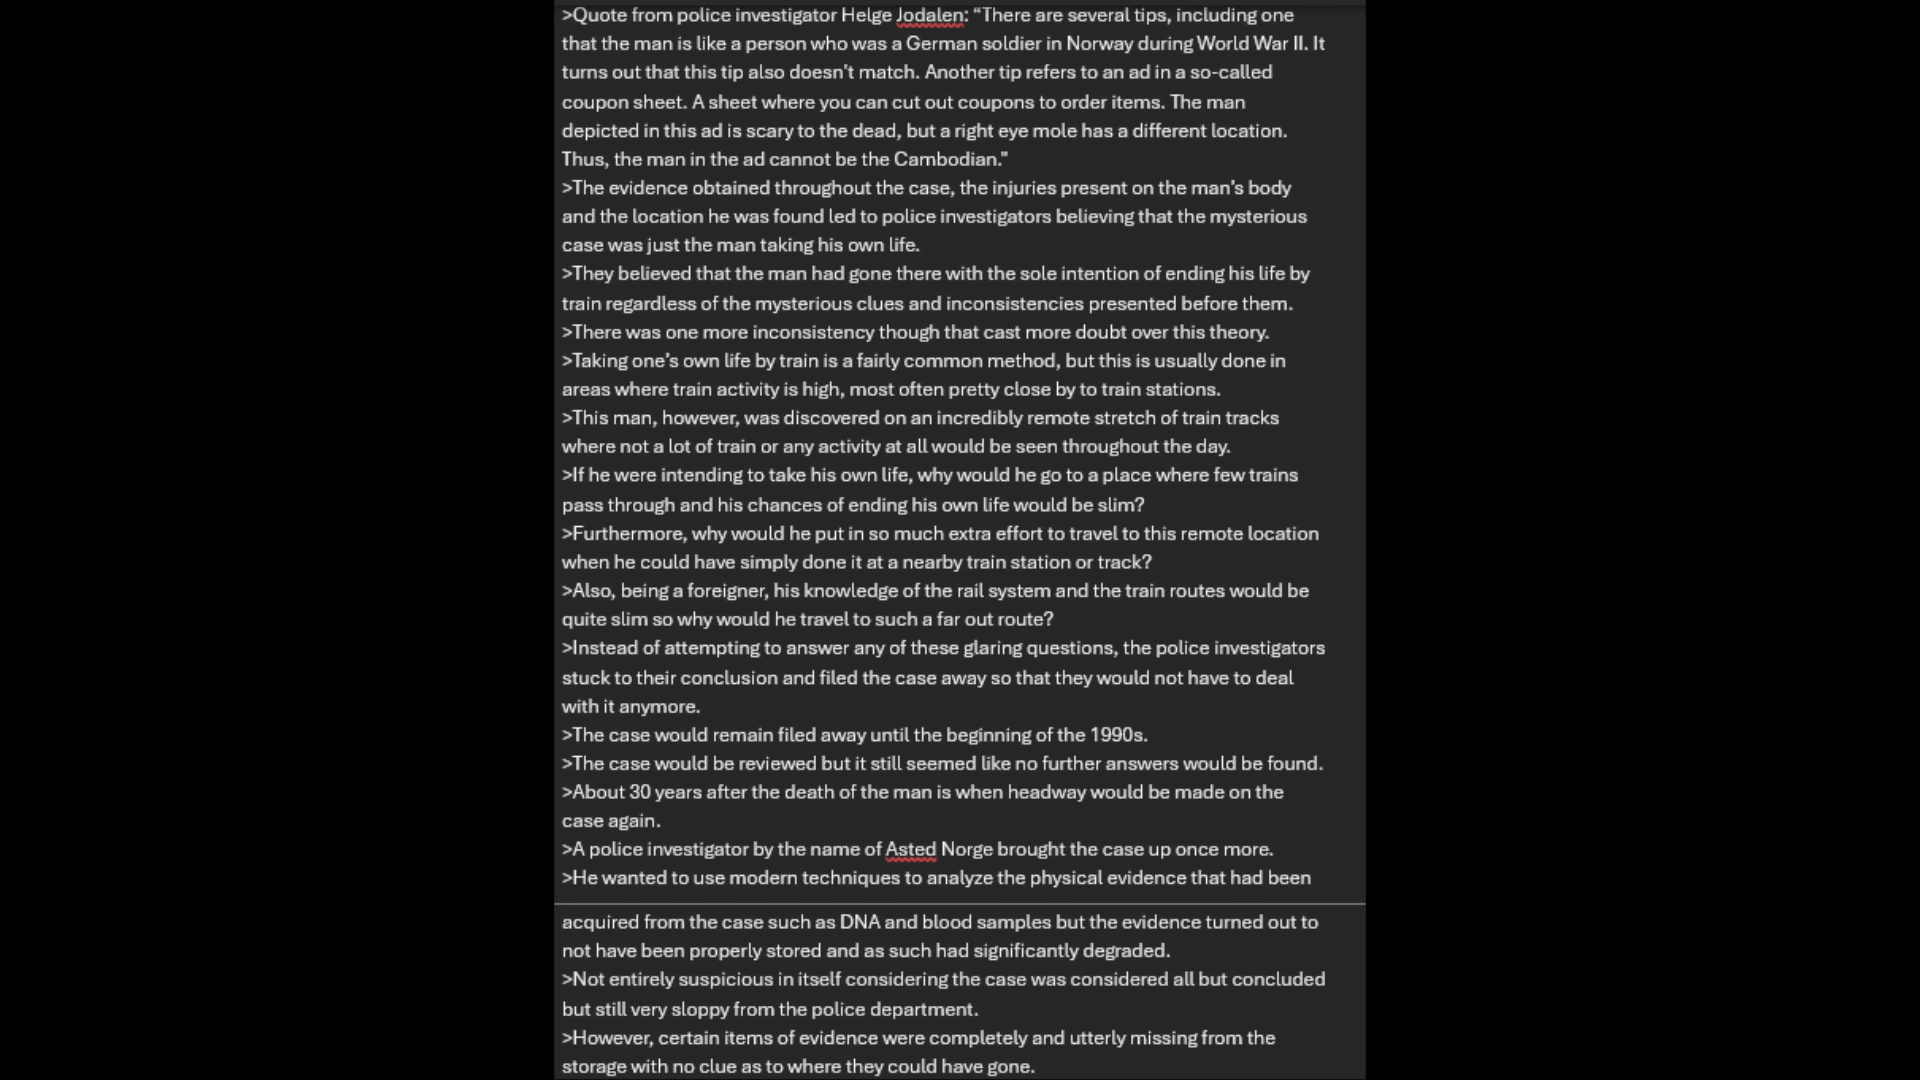 >Quote from police investigator Helge Jodalen: “There are several tips, including one
that the man is like a person who was a German soldier in Norway during World War II. It
turns out that this tip also doesn't match. Another tip refers to an ad in a so-called
coupon sheet. A sheet where you can cut out coupons to order items. The man
depicted in this ad is scary to the dead, but a right eye mole has a different location.
Thus, the man in the ad cannot be the Cambodian."
>The evidence obtained throughout the case, the injuries present on the man’s body
and the location he was found led to police investigators believing that the mysterious
case was just the man taking his own life.
>They believed that the man had gone there with the sole intention of ending his life by
train regardless of the mysterious clues and inconsistencies presented before them.
>There was one more inconsistency though that cast more doubt over this theory.
>Taking one’s own life by train is a fairly common method, but this is usually done in
areas where train activity is high, most often pretty close by to train stations.
>This man, however, was discovered on an incredibly remote stretch of train tracks
where not a lot of train or any activity at all would be seen throughout the day.
>If he were intending to take his own life, why would he go to a place where few trains
pass through and his chances of ending his own life would be slim?
>Furthermore, why would he put in so much extra effort to travel to this remote location
when he could have simply done it at a nearby train station or track?
>Also, being a foreigner, his knowledge of the rail system and the train routes would be
quite slim so why would he travel to such a far out route?
>Instead of attempting to answer any of these glaring questions, the police investigators
stuck to their conclusion and filed the case away so that they would not have to deal
with it anymore.
>The case would remain filed away until the beginning of the 1990s.
>The case would be reviewed but it still seemed like no further answers would be found.
>About 30 years after the death of the man is when headway would be made on the
case again.
>A police investigator by the name of Asted Norge brought the case up once more.
>He wanted to use modern techniques to analyze the physical evidence that had been
acquired from the case such as DNA and blood samples but the evidence turned out to
not have been properly stored and as such had significantly degraded.
>Not entirely suspicious in itself considering the case was considered all but concluded
but still very sloppy from the police department.
>However, certain items of evidence were completely and utterly missing from the
storage with no clue as to where they could have gone.